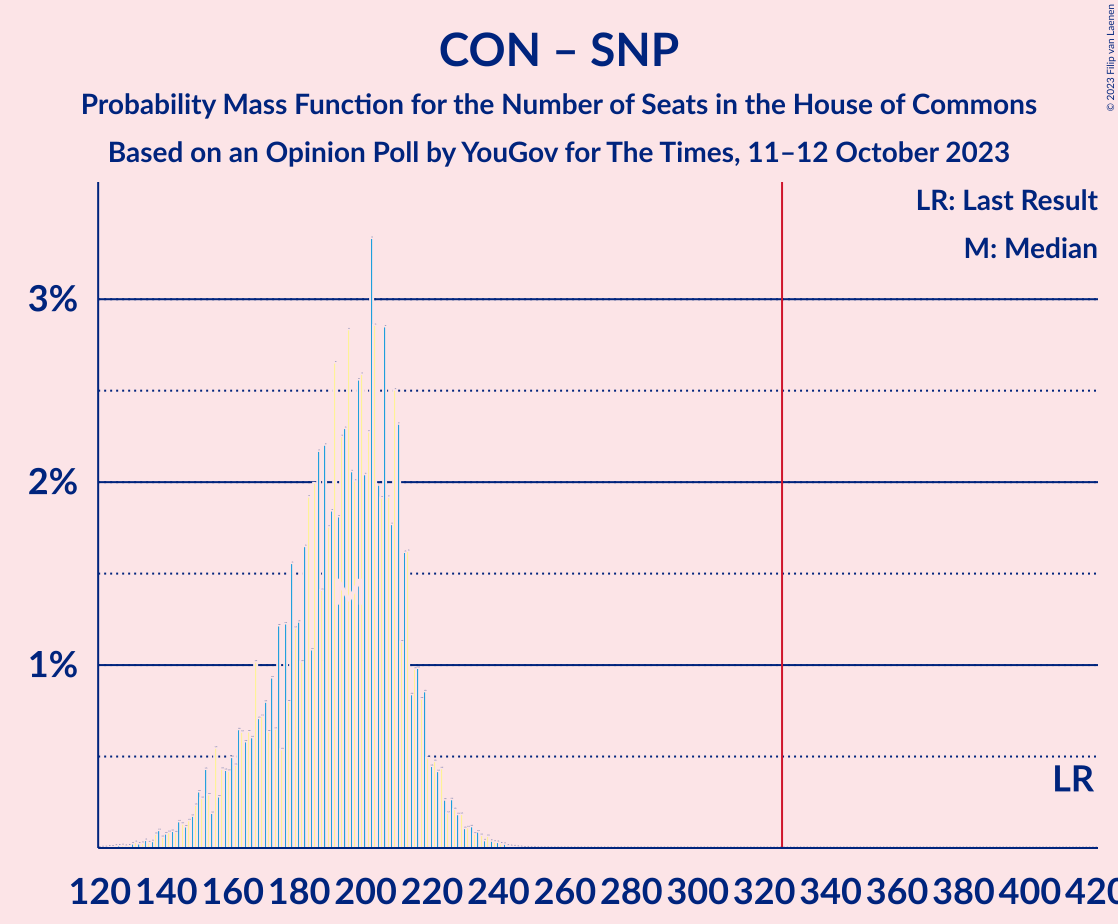 CON – SNP
Probability Mass Function for the Number of Seats in the House of Commons
Based on an Opinion Poll by YouGov for The Times, 11–12 October 2023
© 2023 Filip van Laenen
LR: Last Result
M: Median
3%
2%
1%
M
LR
120 140 160 180 200 220 240 260 280 300 320 340 360 380 400 420